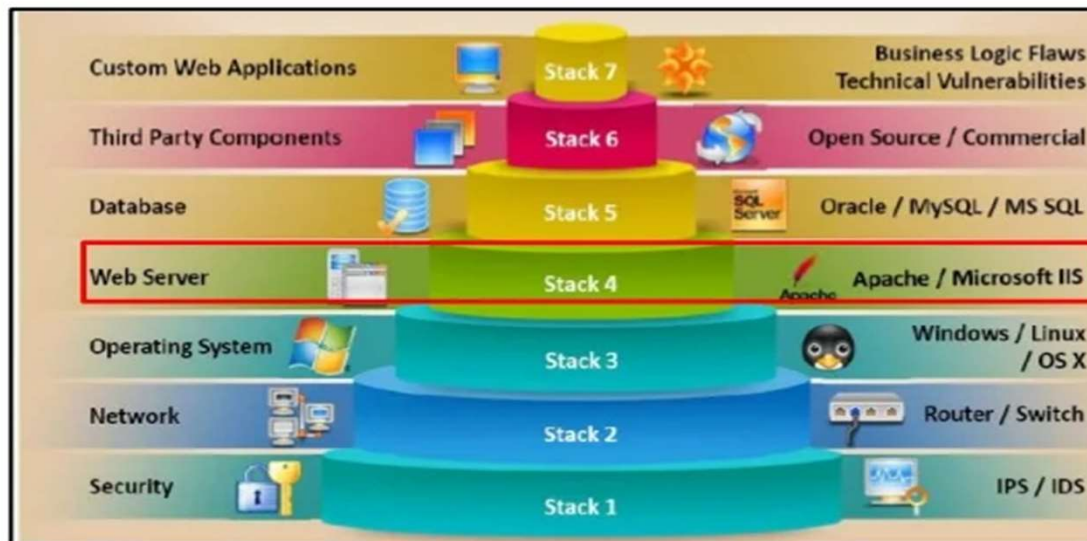 Custom Web Applications
Stack 7
Business Logic Flaws
Technical Vulnerabilities
Third Party Components
Stack 6
Open Source / Commercial
Database
Stack 5
SQL
Server
Oracle / MySQL / MS SQL
Web Server
Stack 4
Apache
Apache / Microsoft IIS
Operating System
Stack 3
Windows / Linux
/ OS X
Network
Stack 2
Router / Switch
Security
Stack 1
IPS / IDS